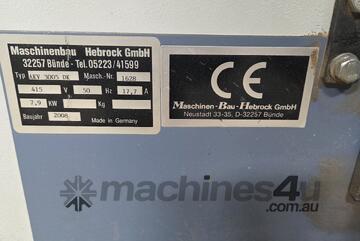 Maschinenbau Hebrock GmbH
32257 Bünde - Tel. 05223/41599
Typ AKV 3005 DK Masch.-Nr. 1628
415 V 50 Hz 17,7 A
7,9 KW Kg
Baujahr 2008 Made in Germany
CE
Maschinen-Bau-Hebrock GmbH
Neustadt 33-35, D-32257 Bünde
machines4u
.com.au